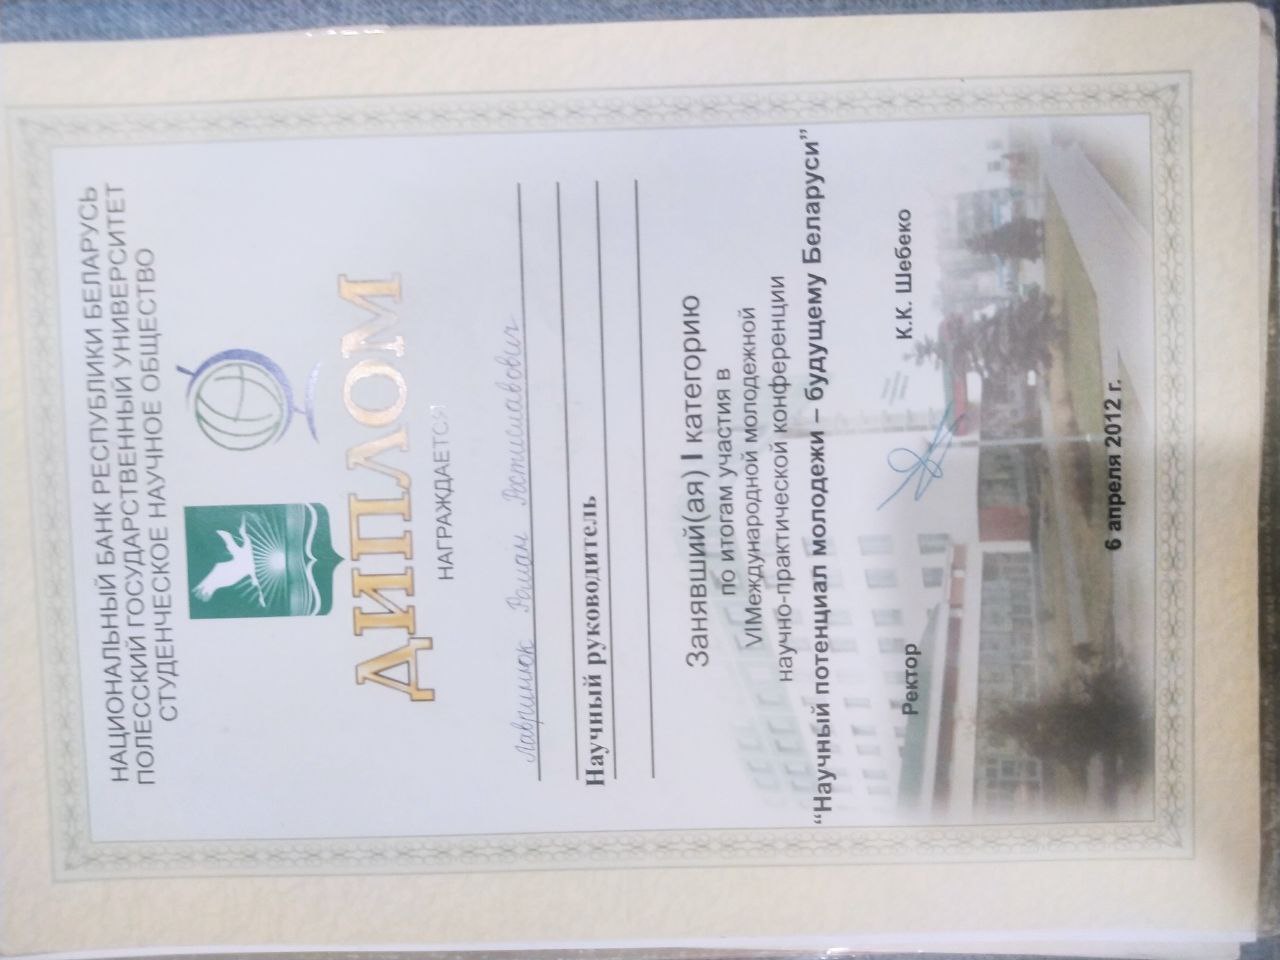 НАЦИОНАЛЬНЫЙ БАНК РЕСПУБЛИКИ БЕЛАРУСЬ
ПОЛЕССКИЙ ГОСУДАРСТВЕННЫЙ УНИВЕРСИТЕТ
СТУДЕНЧЕСКОЕ НАУЧНОЕ ОБЩЕСТВО
ДИПЛОМ
НАГРАЖДАЕТСЯ
Лавринюк Роман Ростиславович
Научный руководитель
Занявший(ая) I категорию
по итогам участия в
VIМеждународной молодежной
научно-практической конференции
“Научный потенциал молодежи – будущему Беларуси”
Ректор К.К. Шебеко
6 апреля 2012 г.